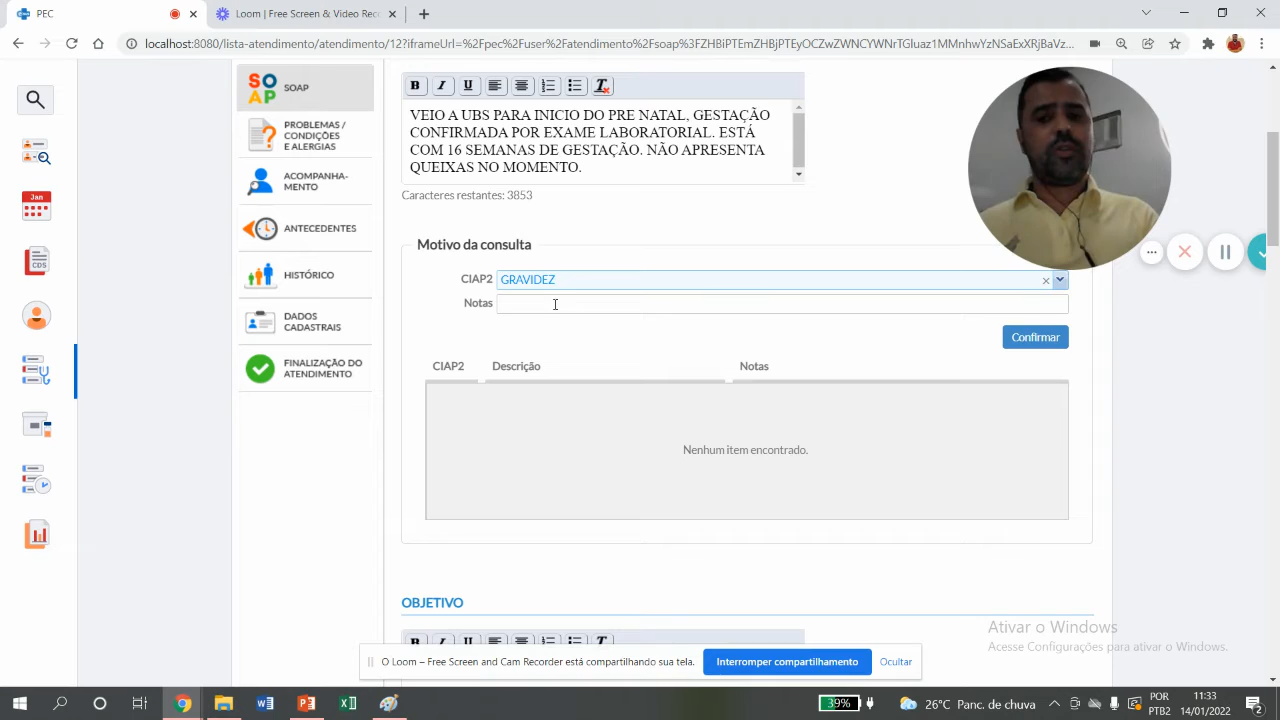 PEC
Loom – Free Screen & Video Rec
localhost:8080/lista-atendimento/atendimento/12?iframeUrl=%2Fpec%2Fuser%2Fatendimento%2Fsoap%3FZHBiPTEmZHBjPTEyOCZwZWNCYWNrTGluaz1MMnhwYzNSaExXRjBaVz...
SOAP
PROBLEMAS /
CONDIÇÕES
E ALERGIAS
ACOMPANHA-
MENTO
ANTECEDENTES
HISTÓRICO
DADOS
CADASTRAIS
FINALIZAÇÃO DO
ATENDIMENTO
Jan
CDS
B I U
VEIO A UBS PARA INICIO DO PRE NATAL, GESTAÇÃO
CONFIRMADA POR EXAME LABORATORIAL. ESTÁ
COM 16 SEMANAS DE GESTAÇÃO. NÃO APRESENTA
QUEIXAS NO MOMENTO.
Caracteres restantes: 3853
Motivo da consulta
CIAP2 GRAVIDEZ
Notas
Confirmar
CIAP2 Descrição Notas
Nenhum item encontrado.
OBJETIVO
B I U
Ativar o Windows
Acesse Configurações para ativar o Windows.
O Loom – Free Screen and Cam Recorder está compartilhando sua tela. Interromper compartilhamento Ocultar
39% 26°C Panc. de chuva POR 11:33
PTB2 14/01/2022